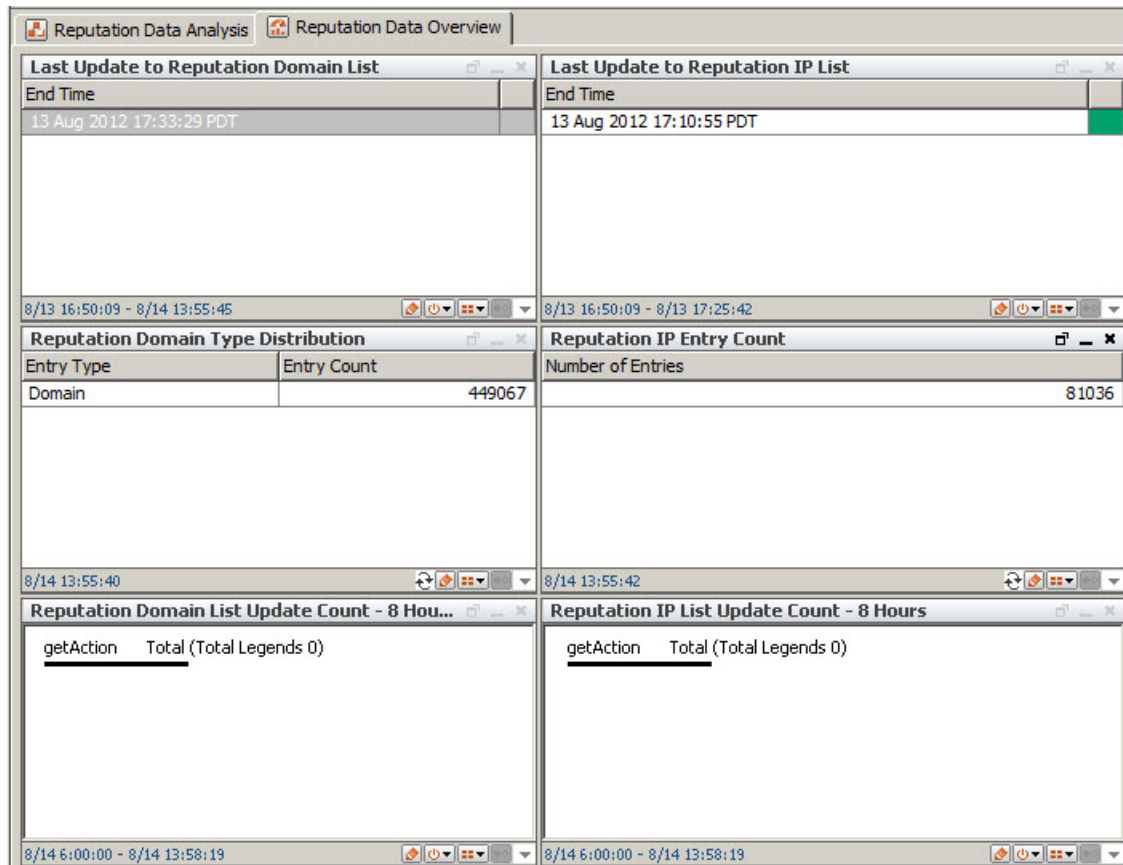 Reputation Data Analysis Reputation Data Overview
Last Update to Reputation Domain List
End Time
13 Aug 2012 17:33:29 PDT
8/13 16:50:09 - 8/14 13:55:45
Last Update to Reputation IP List
End Time
13 Aug 2012 17:10:55 PDT
8/13 16:50:09 - 8/13 17:25:42
Reputation Domain Type Distribution
Entry Type Entry Count
Domain 449067
8/14 13:55:40
Reputation IP Entry Count
Number of Entries
81036
8/14 13:55:42
Reputation Domain List Update Count - 8 Hou...
getAction Total (Total Legends 0)
8/14 6:00:00 - 8/14 13:58:19
Reputation IP List Update Count - 8 Hours
getAction Total (Total Legends 0)
8/14 6:00:00 - 8/14 13:58:19